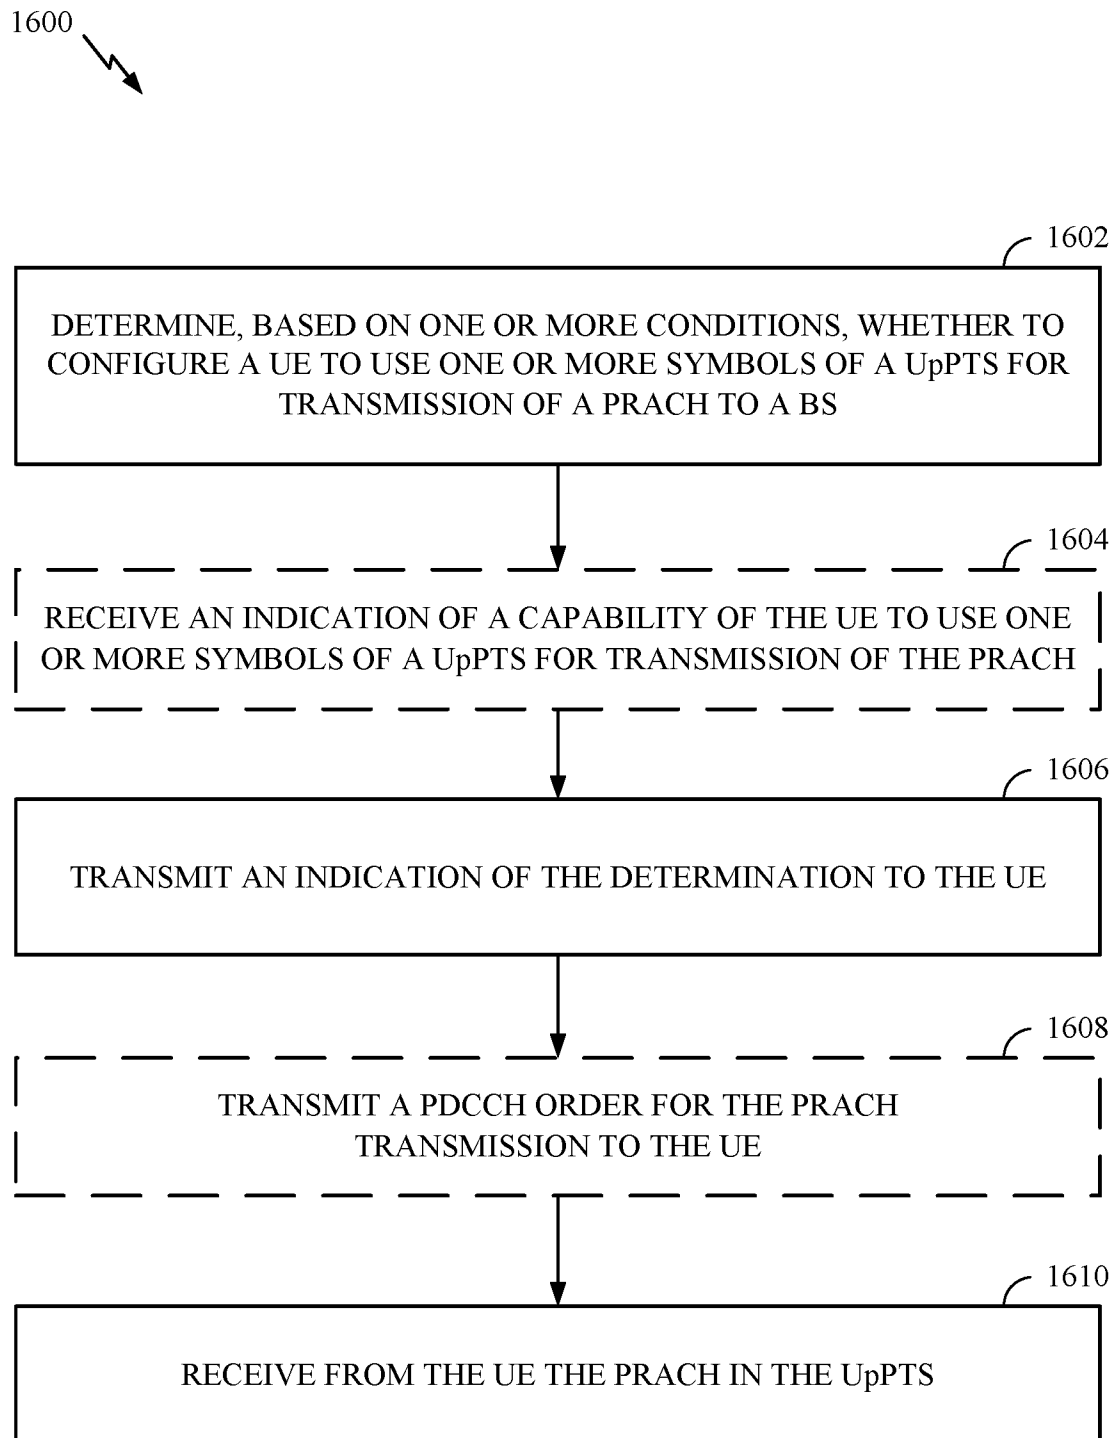 1600
1602
DETERMINE, BASED ON ONE OR MORE CONDITIONS, WHETHER TO
CONFIGURE A UE TO USE ONE OR MORE SYMBOLS OF A UpPTS FOR
TRANSMISSION OF A PRACH TO A BS
1604
RECEIVE AN INDICATION OF A CAPABILITY OF THE UE TO USE ONE
OR MORE SYMBOLS OF A UpPTS FOR TRANSMISSION OF THE PRACH
1606
TRANSMIT AN INDICATION OF THE DETERMINATION TO THE UE
1608
TRANSMIT A PDCCH ORDER FOR THE PRACH
TRANSMISSION TO THE UE
1610
RECEIVE FROM THE UE THE PRACH IN THE UpPTS